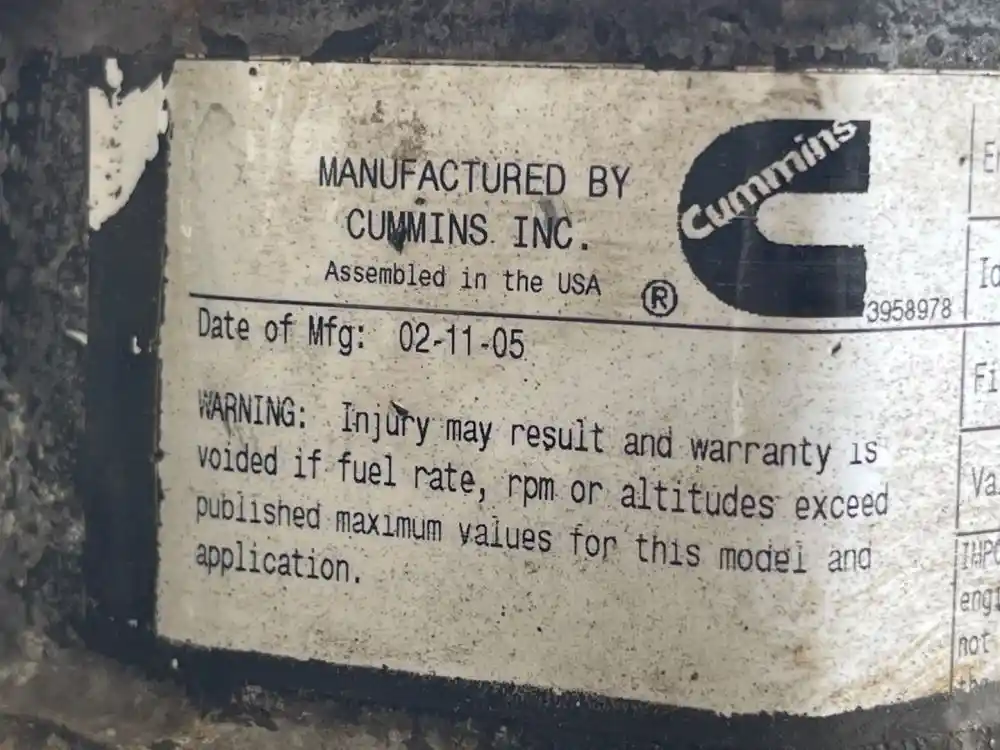 MANUFACTURED BY
CUMMINS INC.
Assembled in the USA
®
Cummins
3958978
Date of Mfg: 02-11-05
WARNING: Injury may result and warranty is
voided if fuel rate, rpm or altitudes exceed
published maximum values for this model and
application.
not